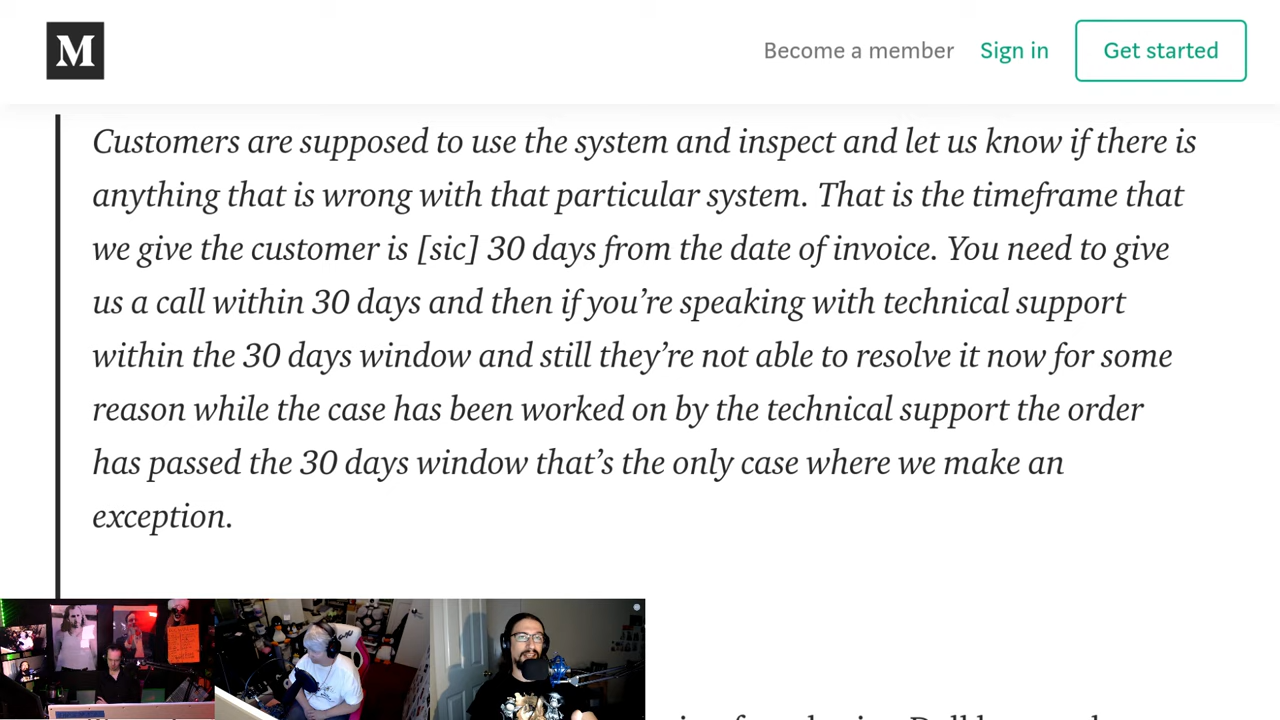 M
Become a member Sign in Get started
Customers are supposed to use the system and inspect and let us know if there is
anything that is wrong with that particular system. That is the timeframe that
we give the customer is [sic] 30 days from the date of invoice. You need to give
us a call within 30 days and then if you’re speaking with technical support
within the 30 days window and still they’re not able to resolve it now for some
reason while the case has been worked on by the technical support the order
has passed the 30 days window that’s the only case where we make an
exception.